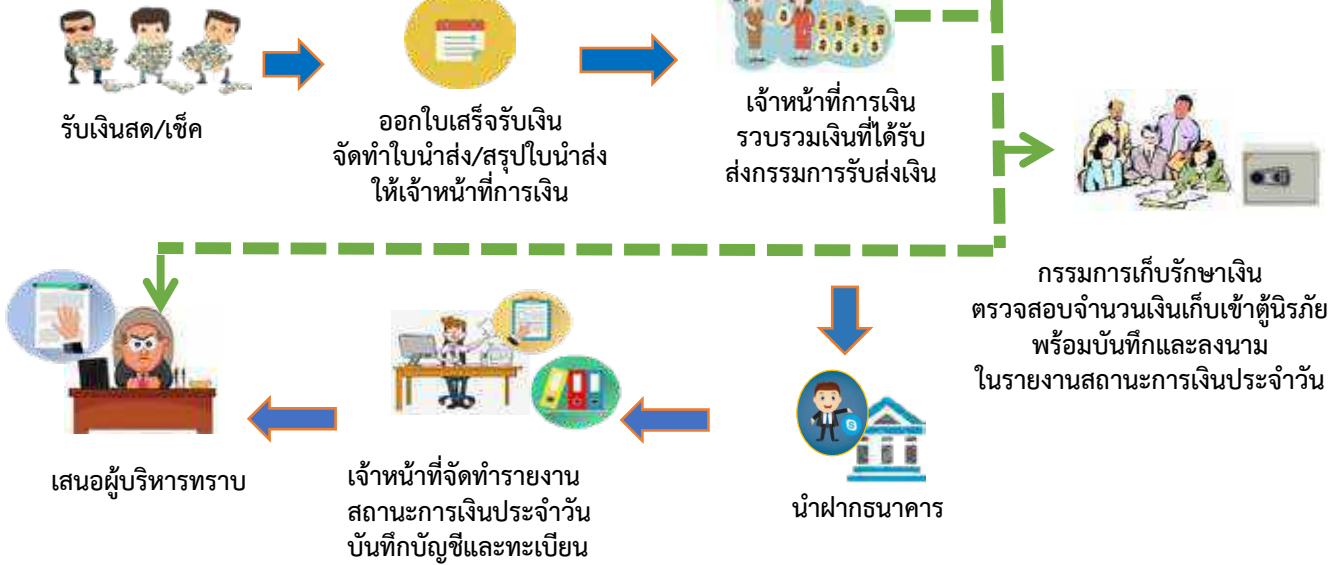 รับเงินสด/เช็ค
ออกใบเสร็จรับเงิน
จัดทำใบนำส่ง/สรุปใบนำส่ง
ให้เจ้าหน้าที่การเงิน
เจ้าหน้าที่การเงิน
รวบรวมเงินที่ได้รับ
ส่งกรรมการรับส่งเงิน
กรรมการเก็บรักษาเงิน
ตรวจสอบจำนวนเงินเก็บเข้าตู้นิรภัย
พร้อมบันทึกและลงนาม
ในรายงานสถานะการเงินประจำวัน
นำฝากธนาคาร
เจ้าหน้าที่จัดทำรายงาน
สถานะการเงินประจำวัน
บันทึกบัญชีและทะเบียน
เสนอผู้บริหารทราบ